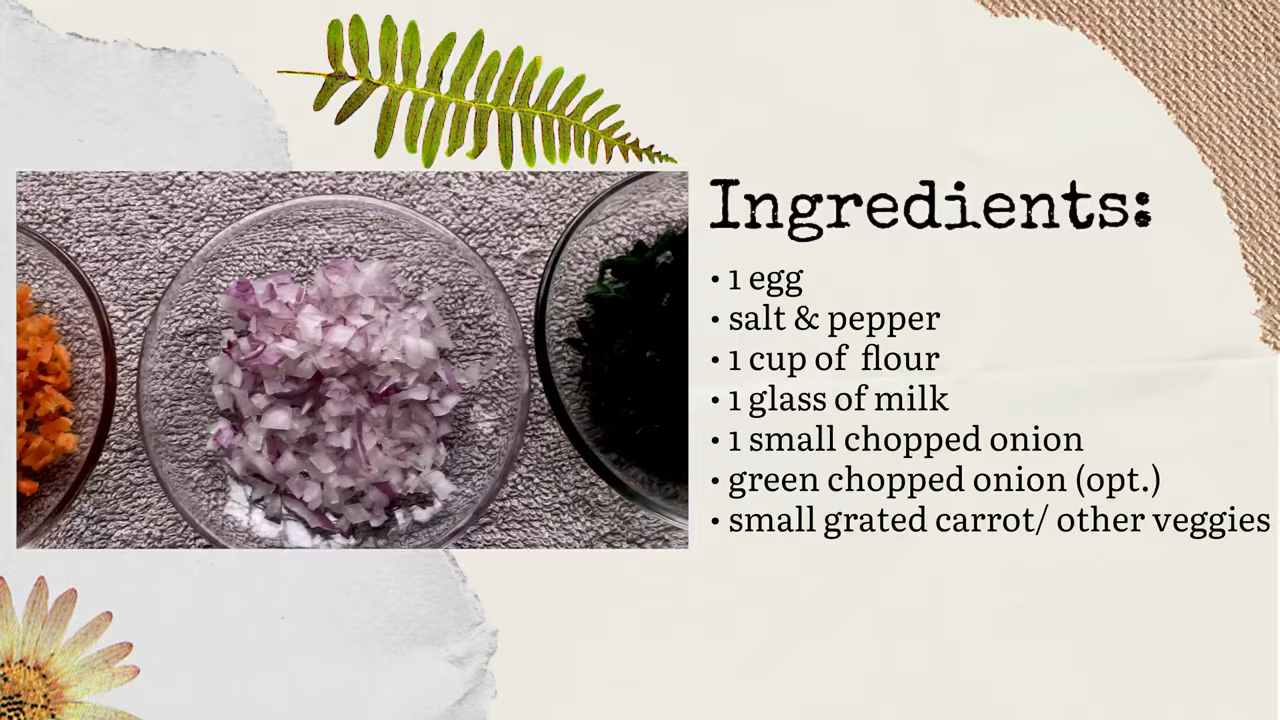 Ingredients:
• 1 egg
• salt & pepper
• 1 cup of flour
• 1 glass of milk
• 1 small chopped onion
• green chopped onion (opt.)
• small grated carrot/ other veggies